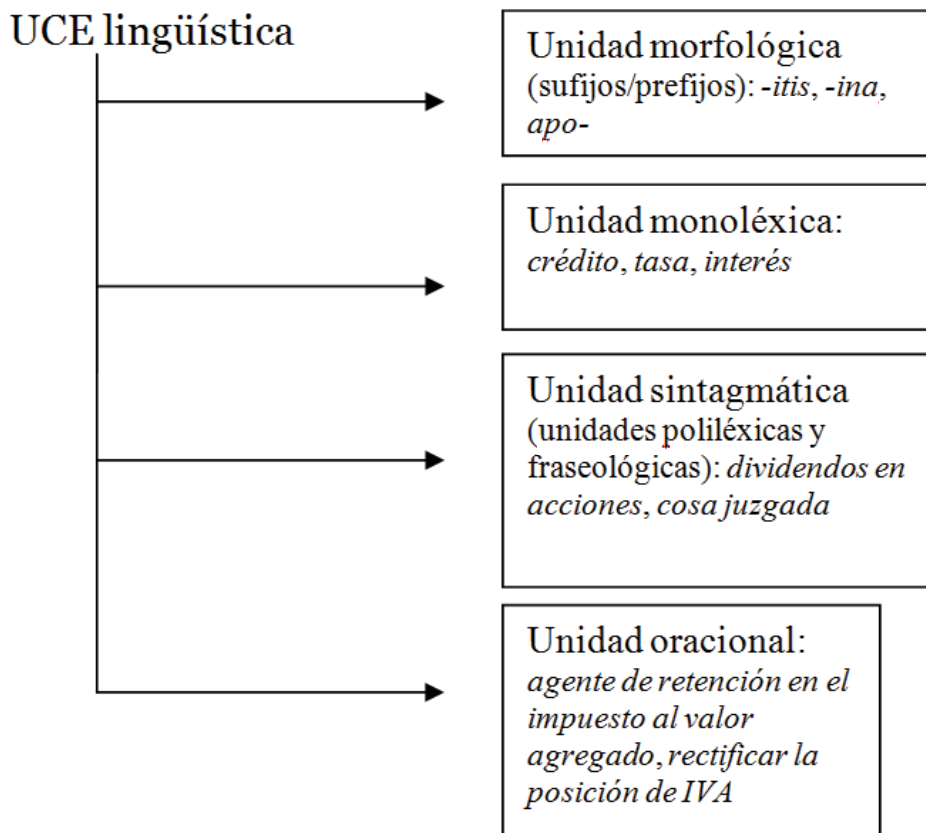 UCE lingüística
Unidad morfológica
(sufijos/prefijos): -itis, -ina,
apo-
Unidad monoléxica:
crédito, tasa, interés
Unidad sintagmática
(unidades poliléxicas y
fraseológicas): dividendos en
acciones, cosa juzgada
Unidad oracional:
agente de retención en el
impuesto al valor
agregado, rectificar la
posición de IVA